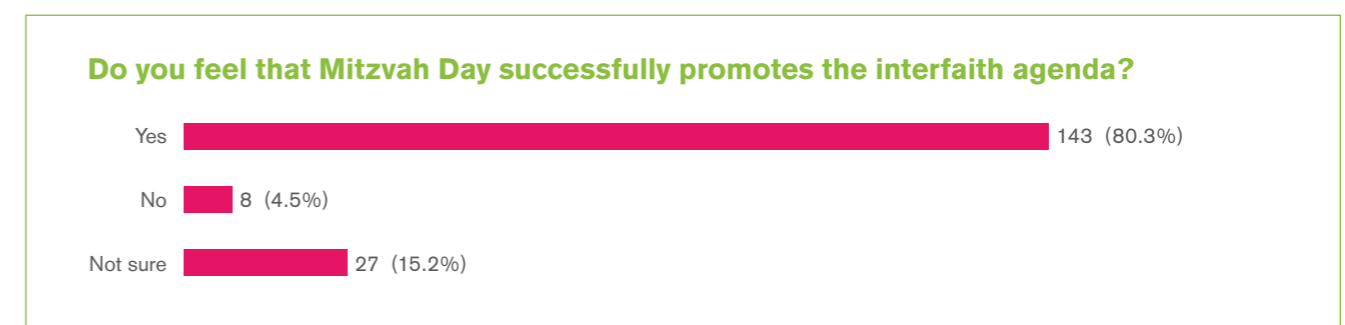 Do you feel that Mitzvah Day successfully promotes the interfaith agenda?
Yes 143 (80.3%)
No 8 (4.5%)
Not sure 27 (15.2%)